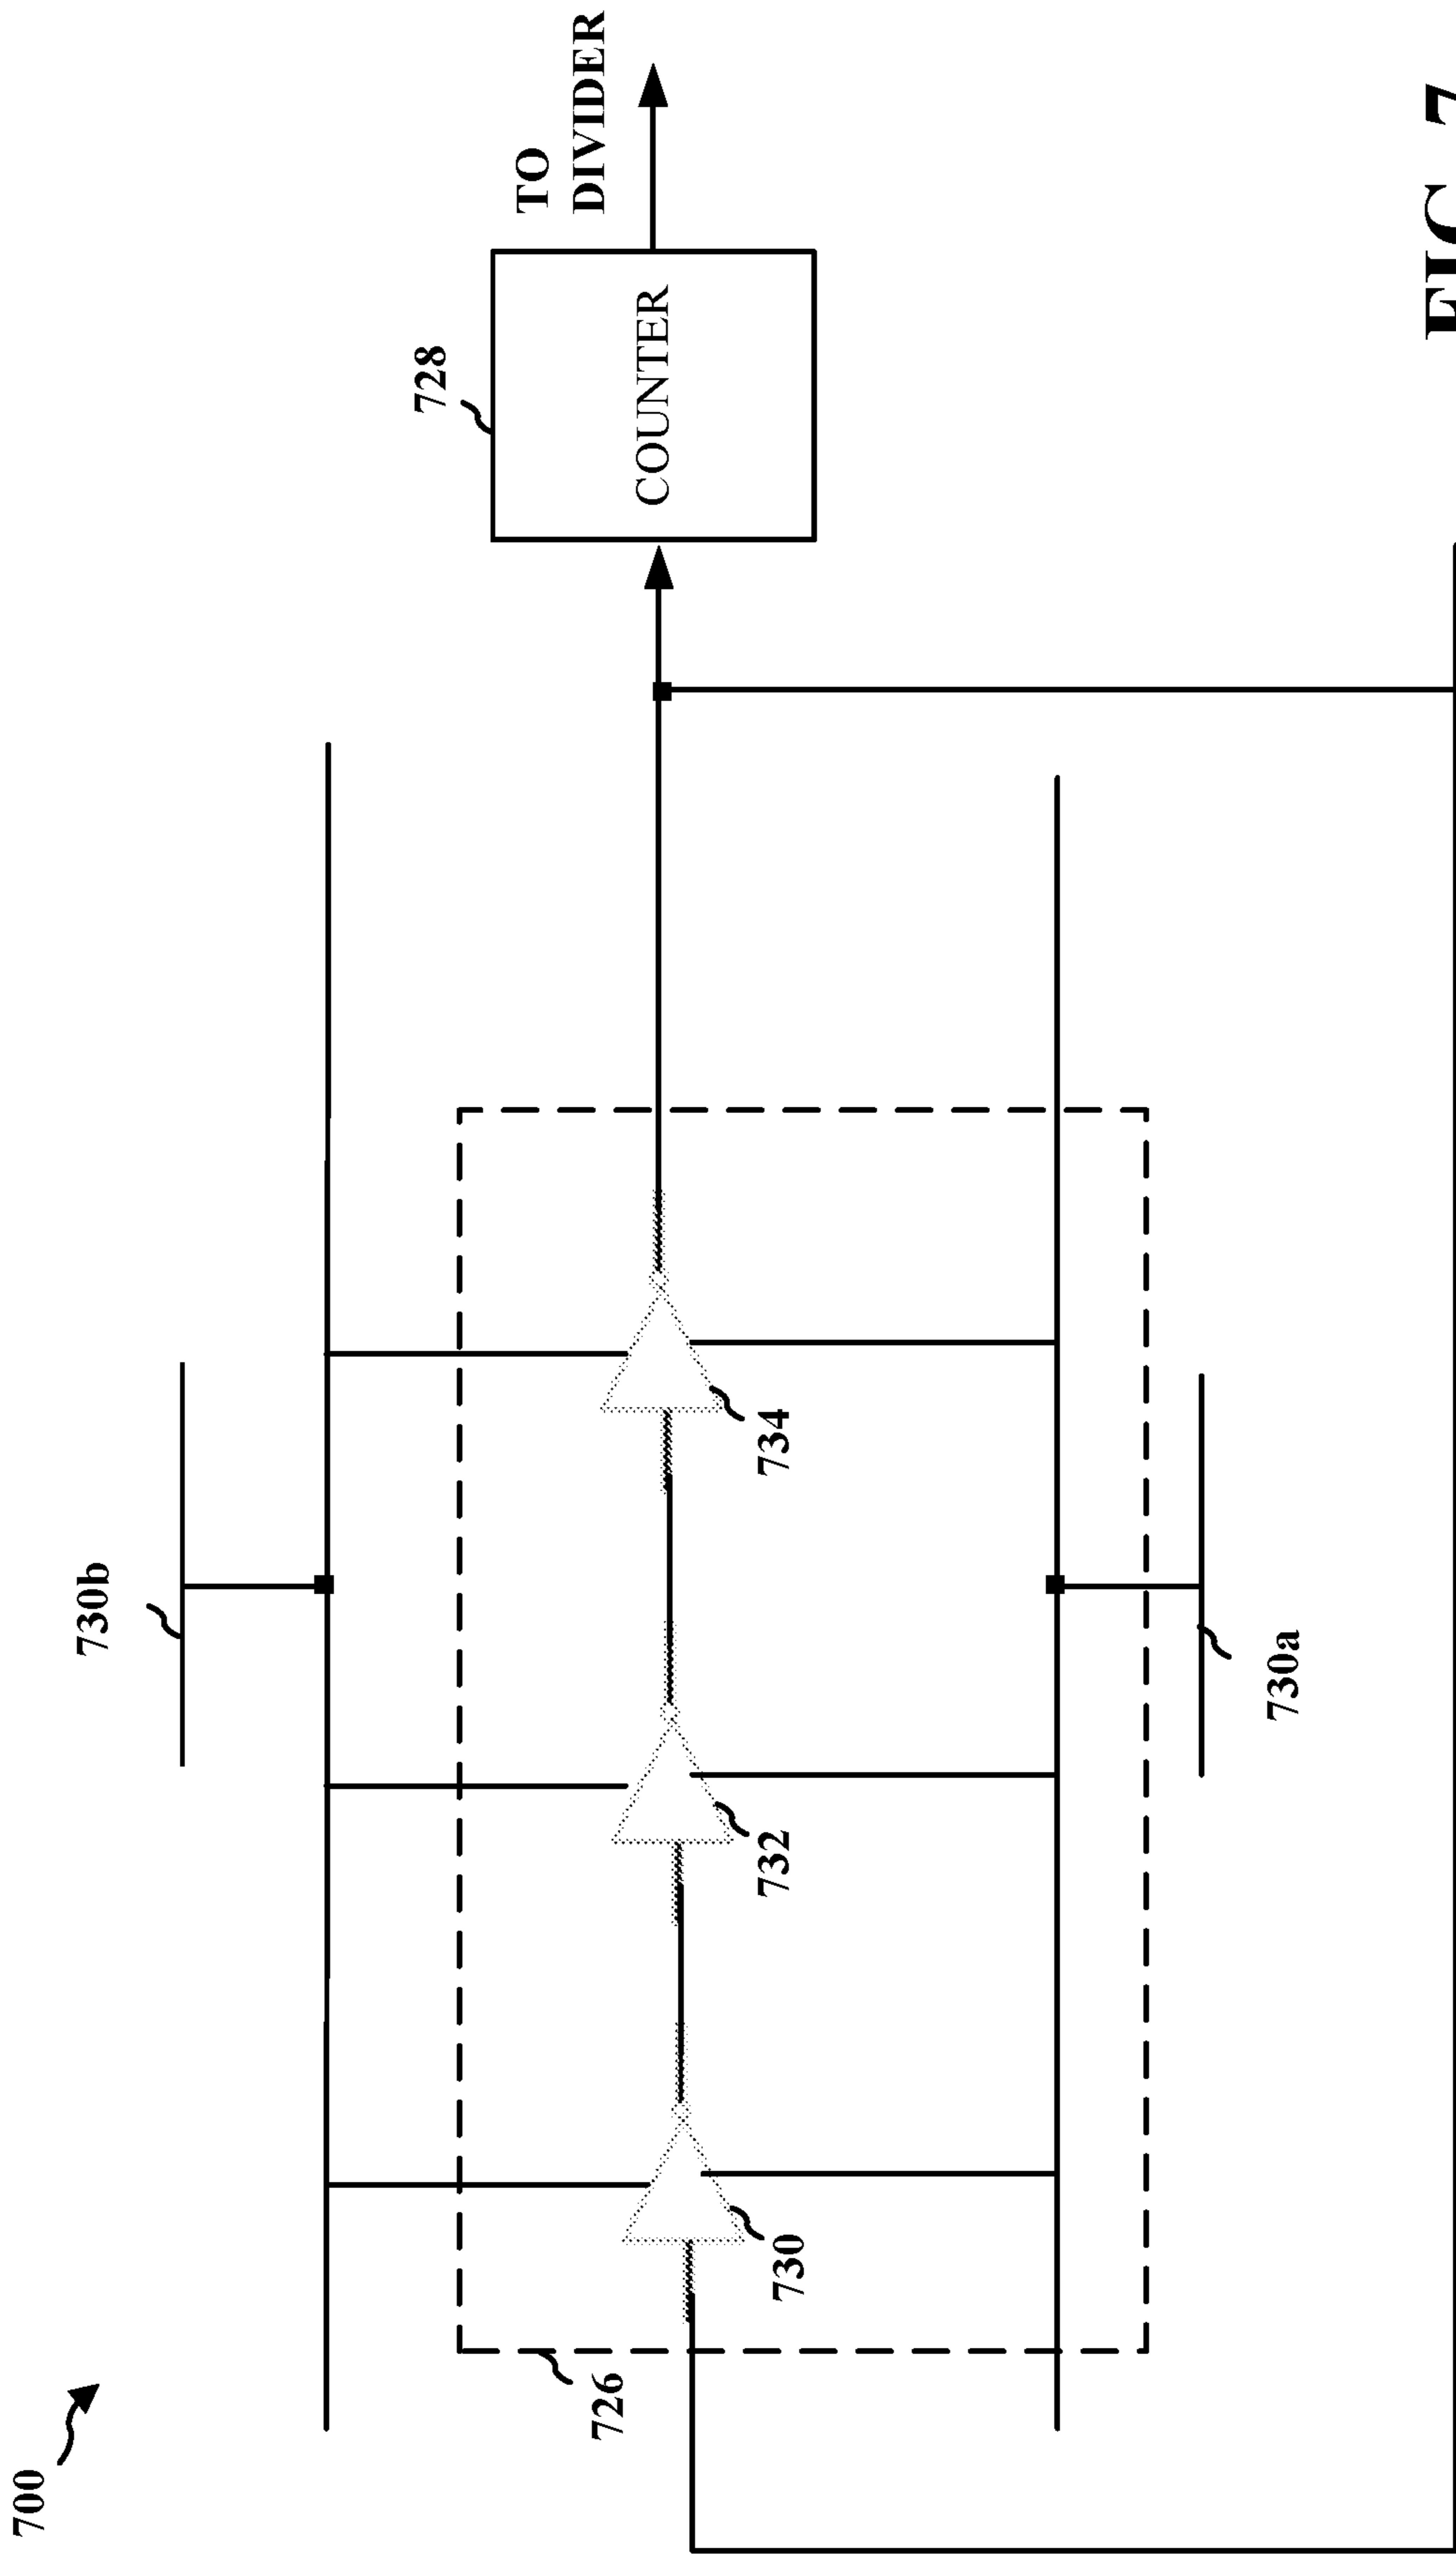 700
730b
728
TO
DIVIDER
COUNTER
726
730
732
734
730a
FIG. 7